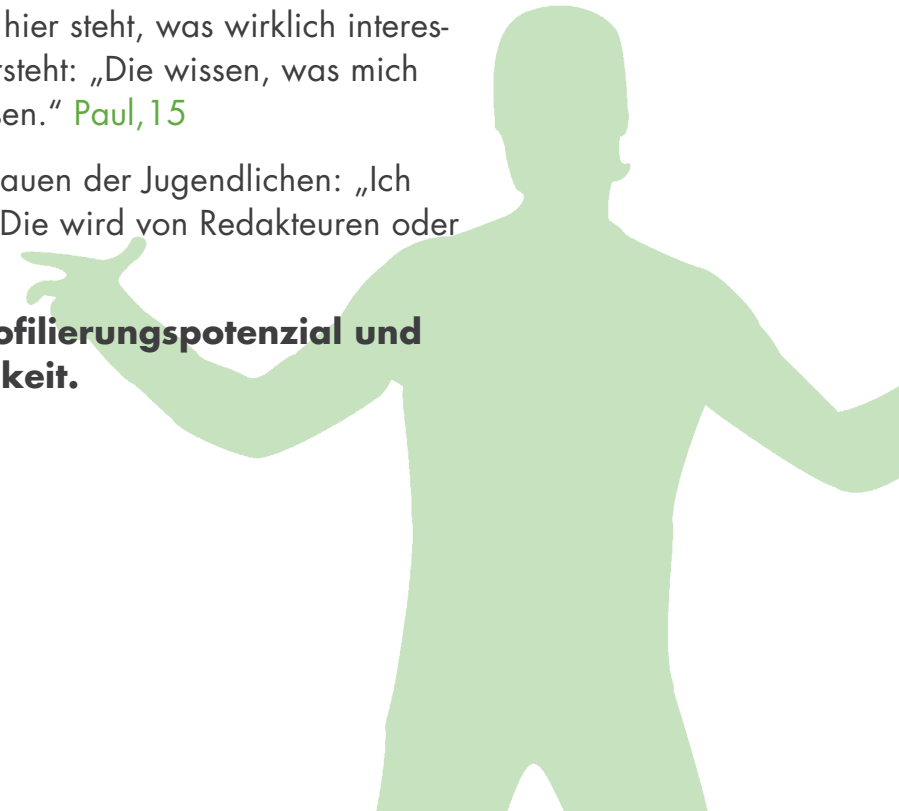 hier steht, was wirklich interes-
rsteht: „Die wissen, was mich
sen.“ Paul,15
auen der Jugendlichen: „Ich
Die wird von Redakteuren oder
ofilierungspotenzial und
keit.